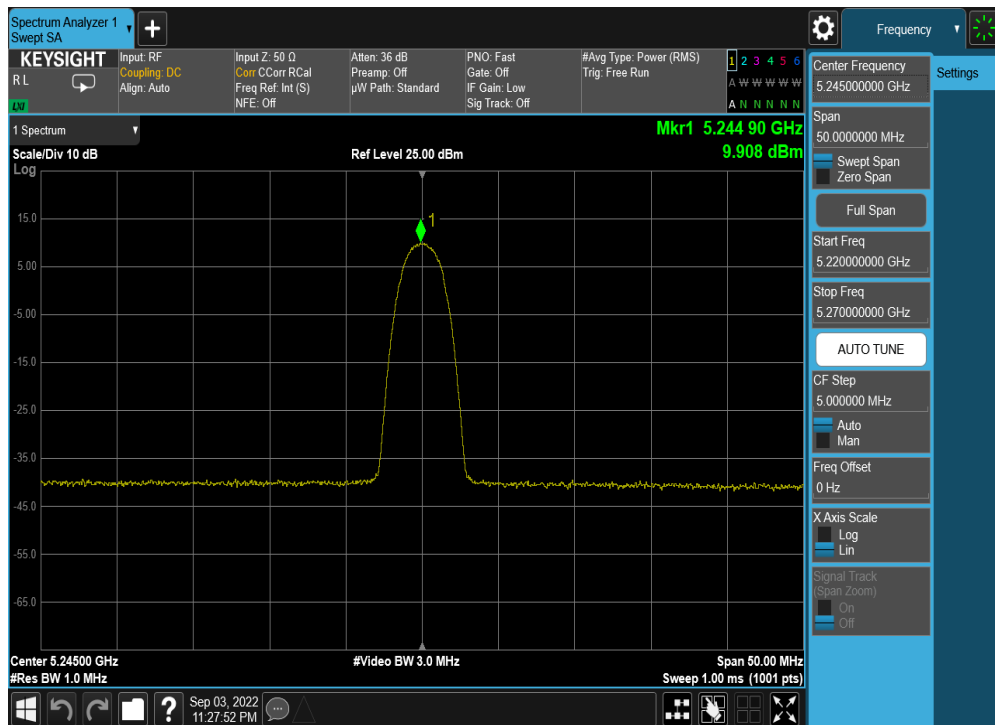 Spectrum Analyzer 1
Swept SA
Frequency
KEYSIGHT
R L
LXI
Input: RF
Coupling: DC
Align: Auto
Input Z: 50 Ω
Corr CCorr RCal
Freq Ref: Int (S)
NFE: Off
Atten: 36 dB
Preamp: Off
µW Path: Standard
PNO: Fast
Gate: Off
IF Gain: Low
Sig Track: Off
#Avg Type: Power (RMS)
Trig: Free Run
1 2 3 4 5 6
A W W W W W
A N N N N N
1 Spectrum
Scale/Div 10 dB
Log
Ref Level 25.00 dBm
Mkr1 5.244 90 GHz
9.908 dBm
1
15.0
5.00
-5.00
-15.0
-25.0
-35.0
-45.0
-55.0
-65.0
Center 5.24500 GHz
#Video BW 3.0 MHz
Span 50.00 MHz
#Res BW 1.0 MHz
Sweep 1.00 ms (1001 pts)
Sep 03, 2022
11:27:52 PM
?
Center Frequency
5.245000000 GHz
Settings
Span
50.0000000 MHz
Swept Span
Zero Span
Full Span
Start Freq
5.220000000 GHz
Stop Freq
5.270000000 GHz
AUTO TUNE
CF Step
5.000000 MHz
Auto
Man
Freq Offset
0 Hz
X Axis Scale
Log
Lin
Signal Track
(Span Zoom)
On
Off